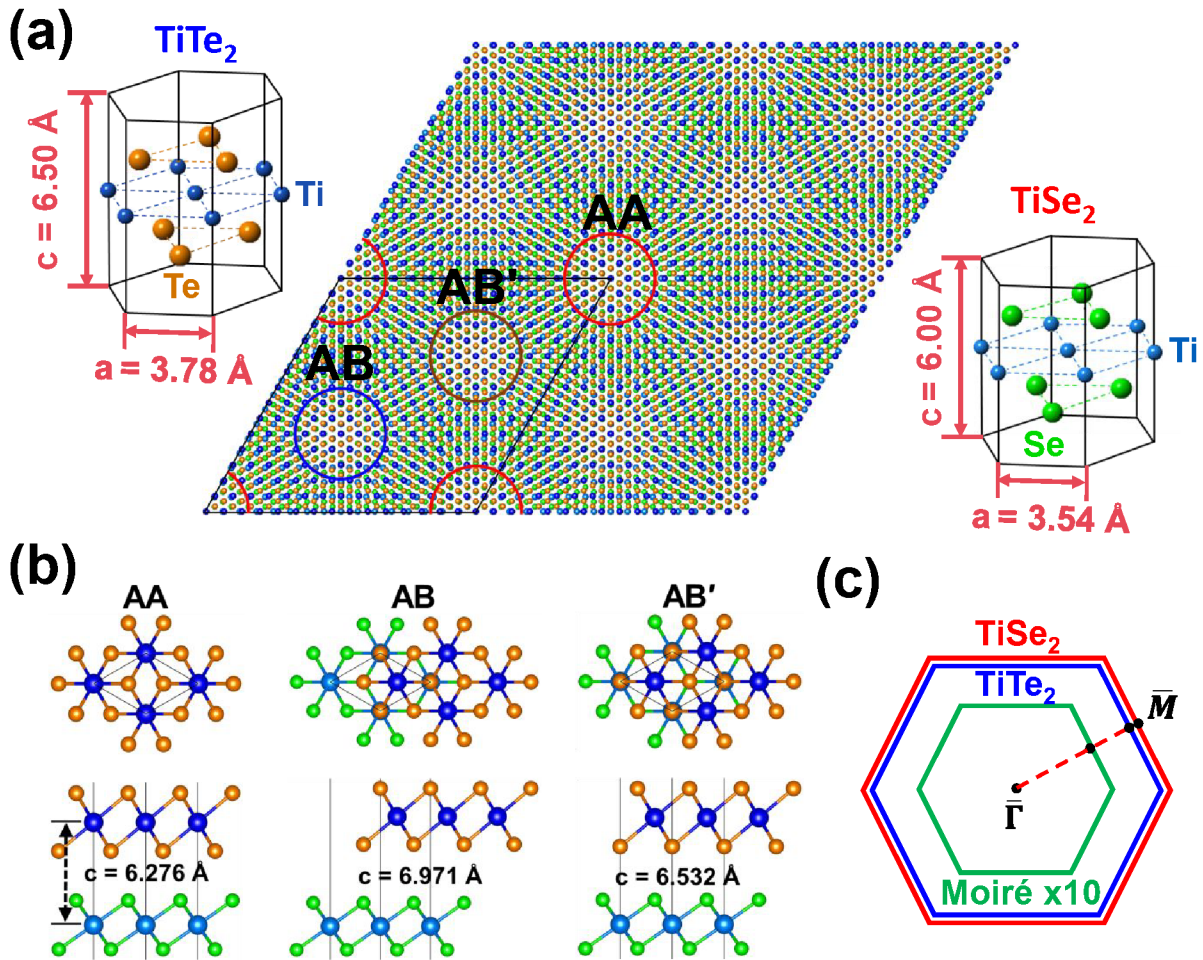 (a)
TiTe₂
c = 6.50 Å
Ti
Te
a = 3.78 Å
AA
AB'
AB
TiSe₂
c = 6.00 Å
Ti
Se
a = 3.54 Å
(b)
AA
AB
AB'
c = 6.276 Å
c = 6.971 Å
c = 6.532 Å
(c)
TiSe₂
TiTe₂
M̅
Γ̅
Moiré x10